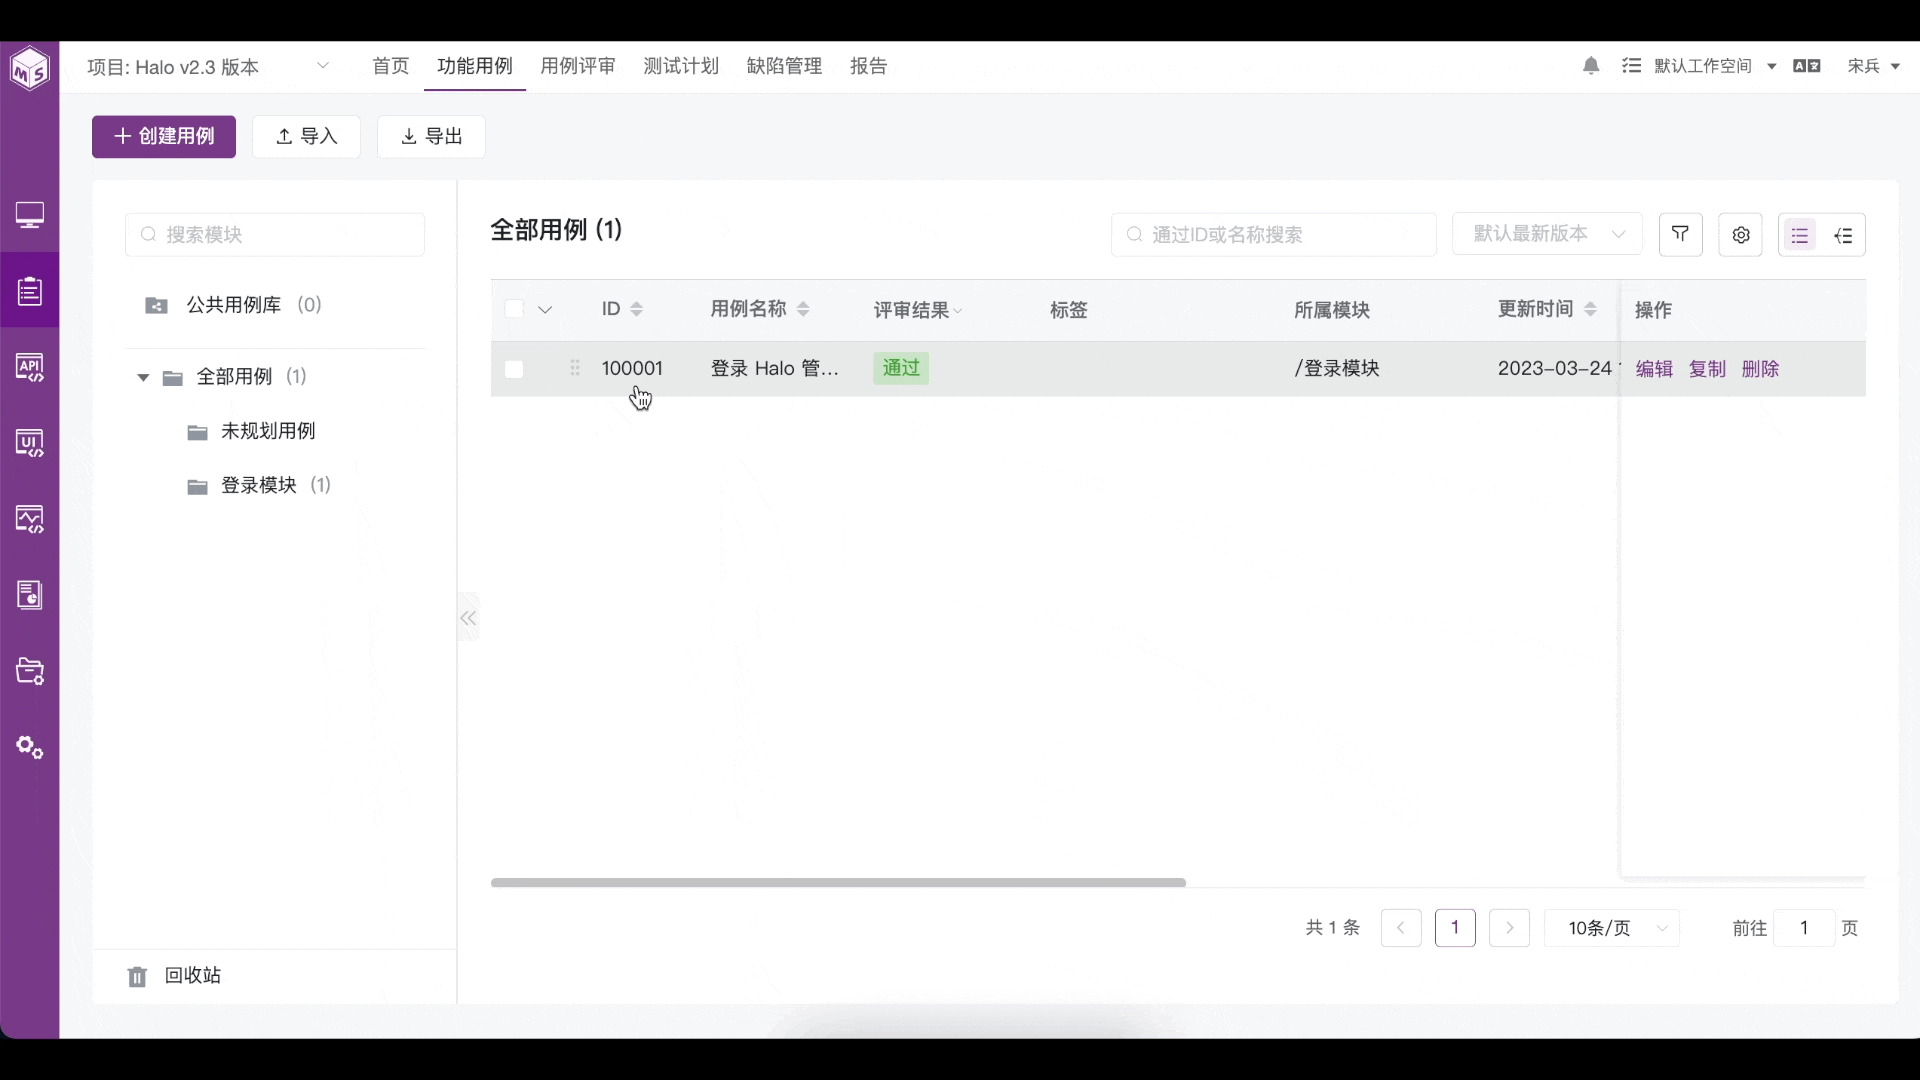 MS
项目: Halo v2.3 版本
首页 功能用例 用例评审 测试计划 缺陷管理 报告
默认工作空间
宋兵
创建用例 导入 导出
搜索模块
公共用例库 (0)
全部用例 (1)
未规划用例
登录模块 (1)
回收站
API
UI
全部用例 (1)
通过ID或名称搜索
默认最新版本
ID 用例名称 评审结果 标签 所属模块 更新时间 操作
100001 登录 Halo 管... 通过 /登录模块 2023-03-24 编辑 复制 删除
共 1 条 1 10条/页 前往 1 页